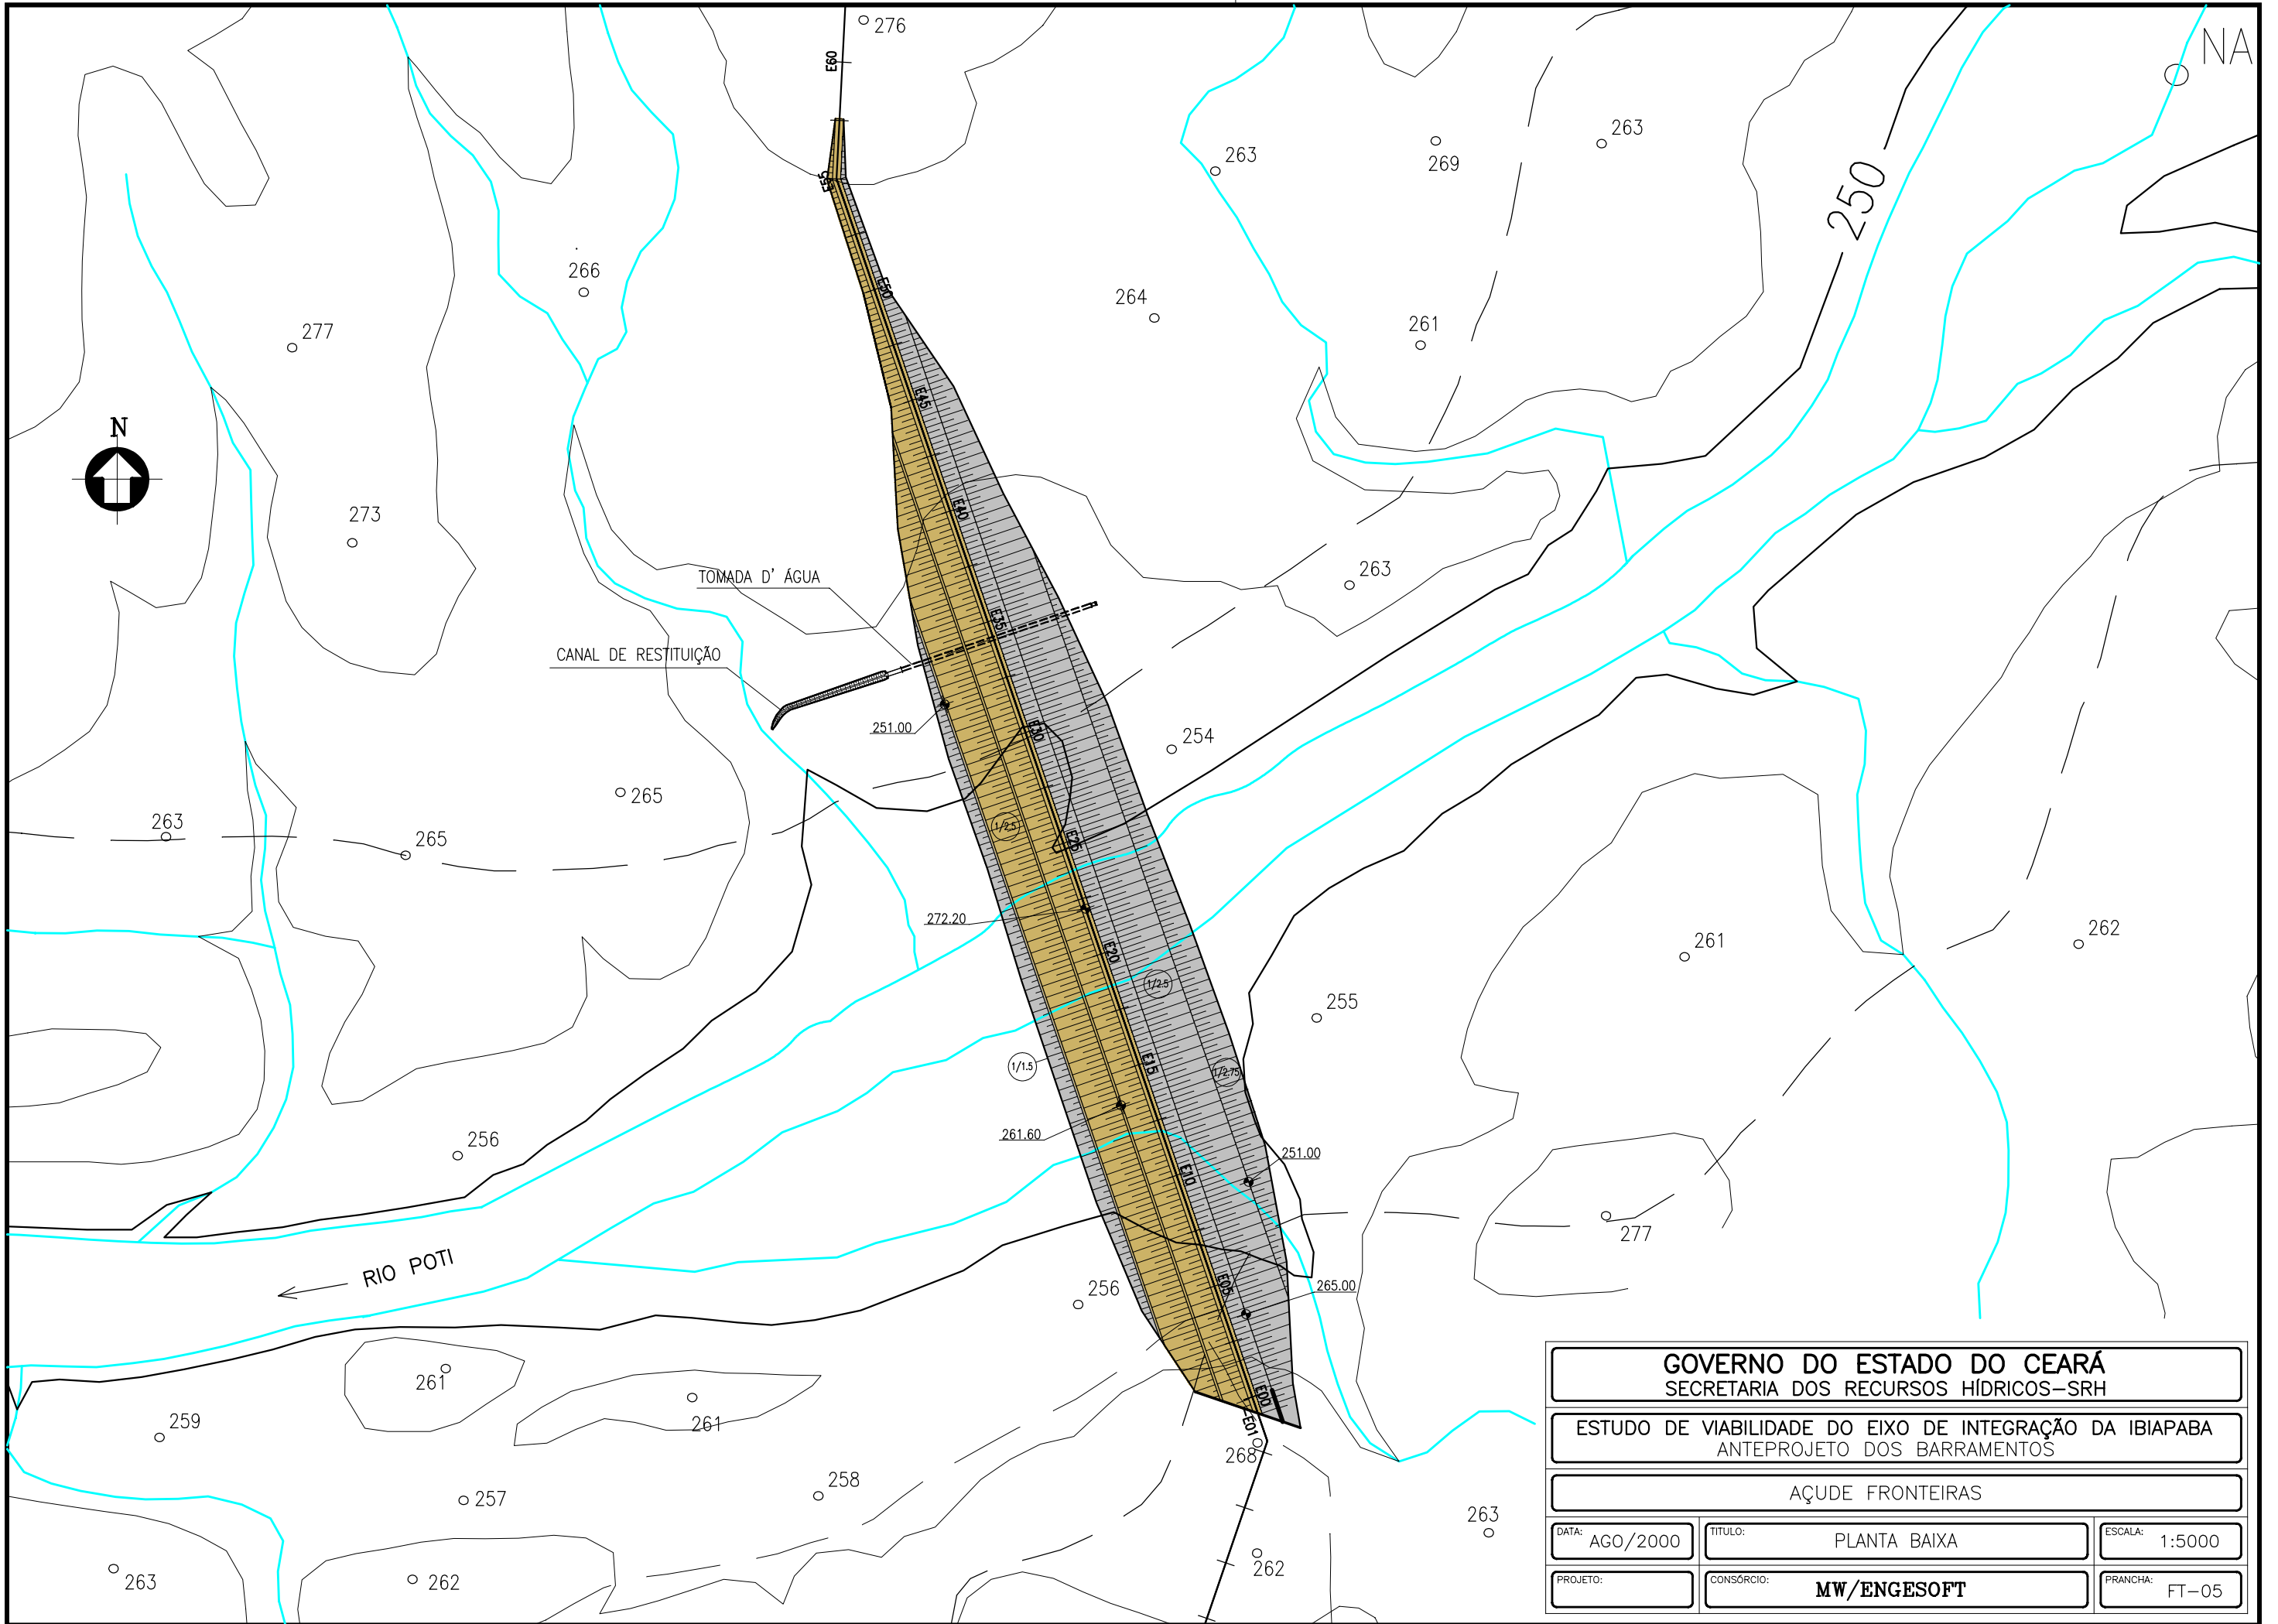 276
NA
E60
263
269
263
E55
250
266
277
264
261
E50
E45
N
273
E40
TOMADA D' ÁGUA
263
E35
CANAL DE RESTITUIÇÃO
251.00
E30
254
265
263
265
1/2.5
E25
272.20
E20
262
261
1/2.5
255
1/1.5
E15
1/2.75
261.60
256
251.00
E10
277
RIO POTI
256
E05
265.00
261
261
259
E00
E01
268
257
258
263
262
263
262
GOVERNO DO ESTADO DO CEARÁ
SECRETARIA DOS RECURSOS HÍDRICOS-SRH
ESTUDO DE VIABILIDADE DO EIXO DE INTEGRAÇÃO DA IBIAPABA
ANTEPROJETO DOS BARRAMENTOS
AÇUDE FRONTEIRAS
DATA: AGO/2000
TITULO: PLANTA BAIXA
ESCALA: 1:5000
PROJETO:
CONSÓRCIO: MW/ENGESOFT
PRANCHA: FT-05